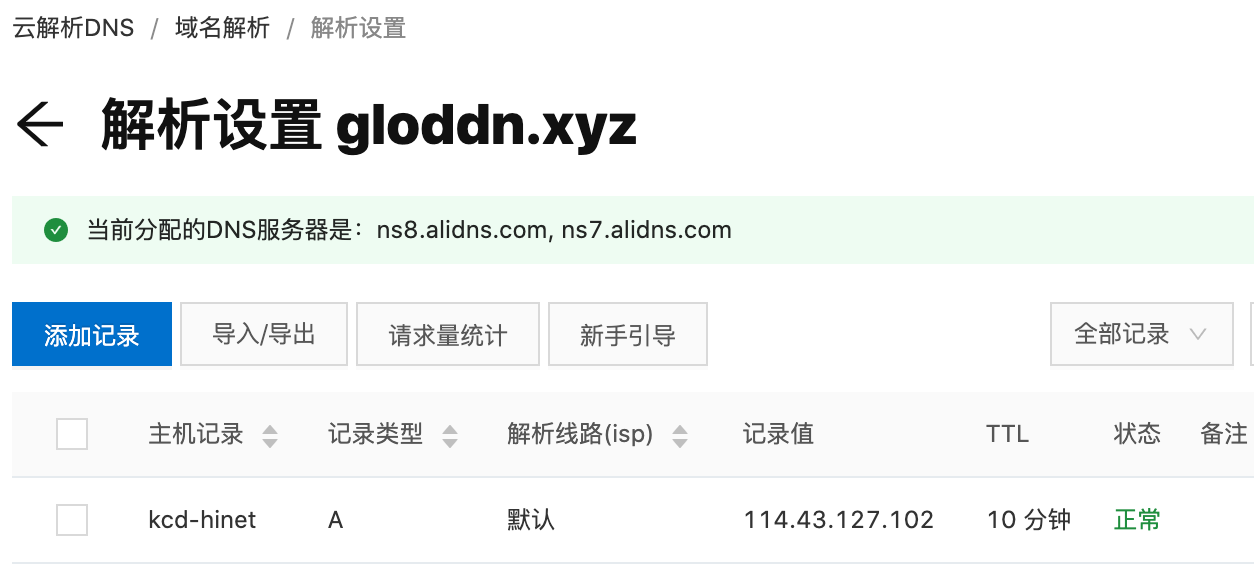 云解析DNS / 域名解析 / 解析设置
解析设置 gloddn.xyz
当前分配的DNS服务器是：ns8.alidns.com, ns7.alidns.com
添加记录 导入/导出 请求量统计 新手引导 全部记录
主机记录 记录类型 解析线路(isp) 记录值 TTL 状态 备注
kcd-hinet A 默认 114.43.127.102 10 分钟 正常